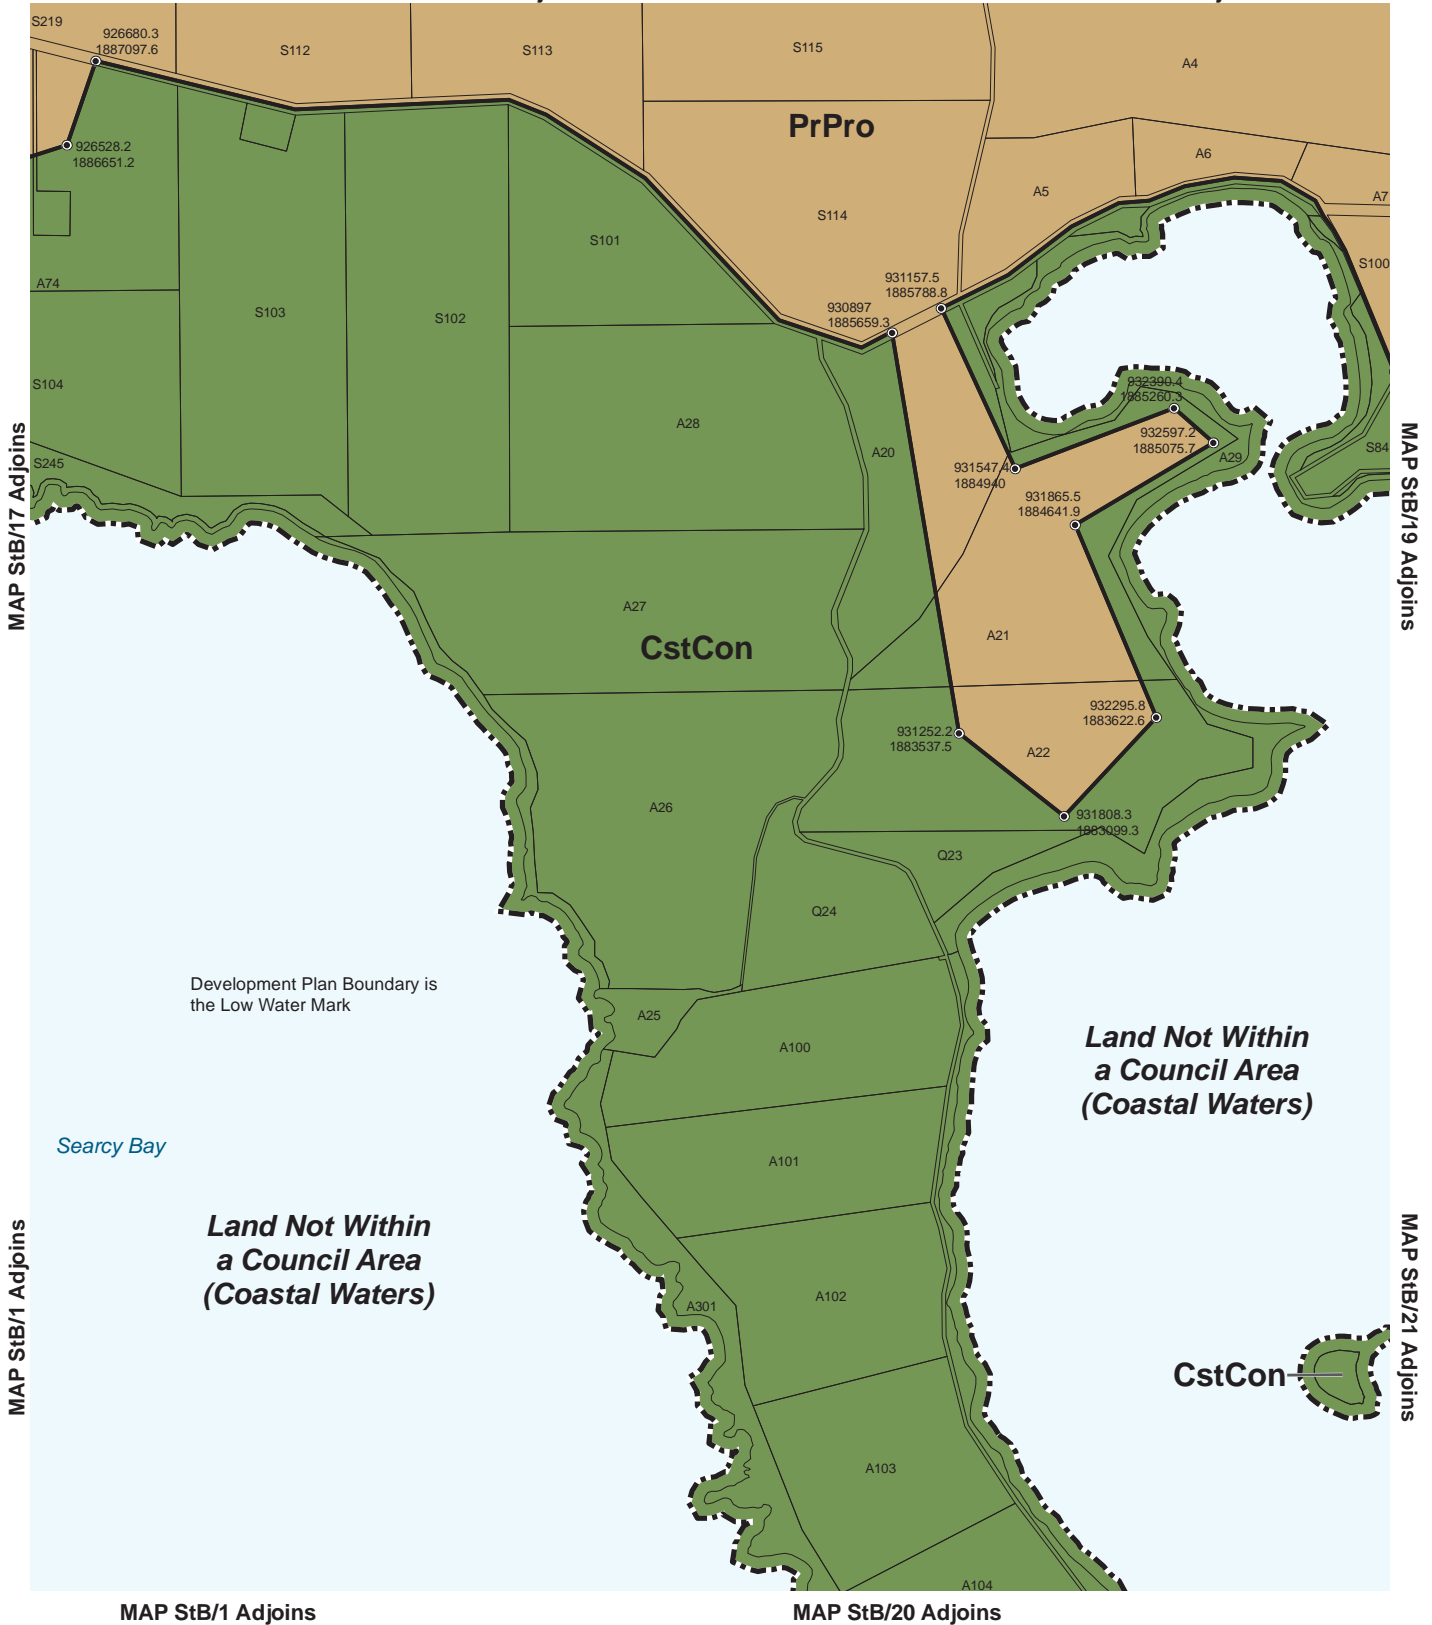 S219
926680.3
1887097.6
S112
S113
S115
A4
PrPro
926528.2
1886651.2
A6
A5
A7
S114
S101
S100
A74
931157.5
1885788.8
930897
1885659.3
S103
S102
S104
932390.4
1885260.3
A28
A20
932597.2
1885075.7
A29
S84
S245
931547.4
1884940
931865.5
1884641.9
MAP StB/17 Adjoins
MAP StB/19 Adjoins
A27
CstCon
A21
932295.8
1883622.6
931252.2
1883537.5
A22
A26
931808.3
1883099.3
Q23
Q24
Development Plan Boundary is
the Low Water Mark
A25
A100
Land Not Within
a Council Area
(Coastal Waters)
Searcy Bay
A101
Land Not Within
a Council Area
(Coastal Waters)
A102
A301
MAP StB/1 Adjoins
MAP StB/21 Adjoins
CstCon
A103
A104
MAP StB/1 Adjoins
MAP StB/20 Adjoins